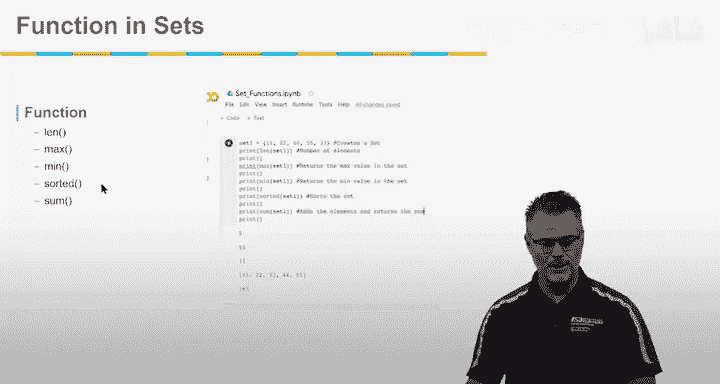 Function in Sets
Function
– len()
– max()
– min()
– sorted()
– sum()
Set_Functions.ipynb
File Edit View Insert Runtime Tools Help All changes saved
+ Code + Text
set1 = {11, 22, 44, 55, 33} #Creates a Set
print(len(set1)) #Number of elements
print()
print(max(set1)) #Returns the max value in the set
print()
print(min(set1)) #Returns the min value in the set
print()
print(sorted(set1)) #Sorts the set
print()
print(sum(set1)) #Adds the elements and returns the sum
print()
5
55
11
[11, 22, 33, 44, 55]
165